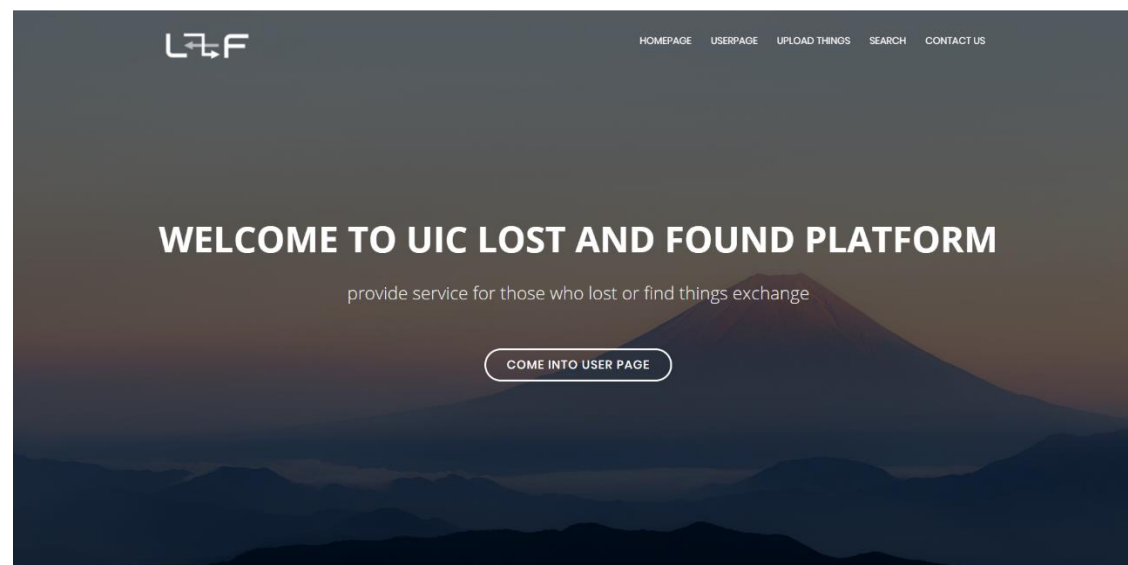 L F
HOMEPAGE USERPAGE UPLOAD THINGS SEARCH CONTACT US
WELCOME TO UIC LOST AND FOUND PLATFORM
provide service for those who lost or find things exchange
COME INTO USER PAGE